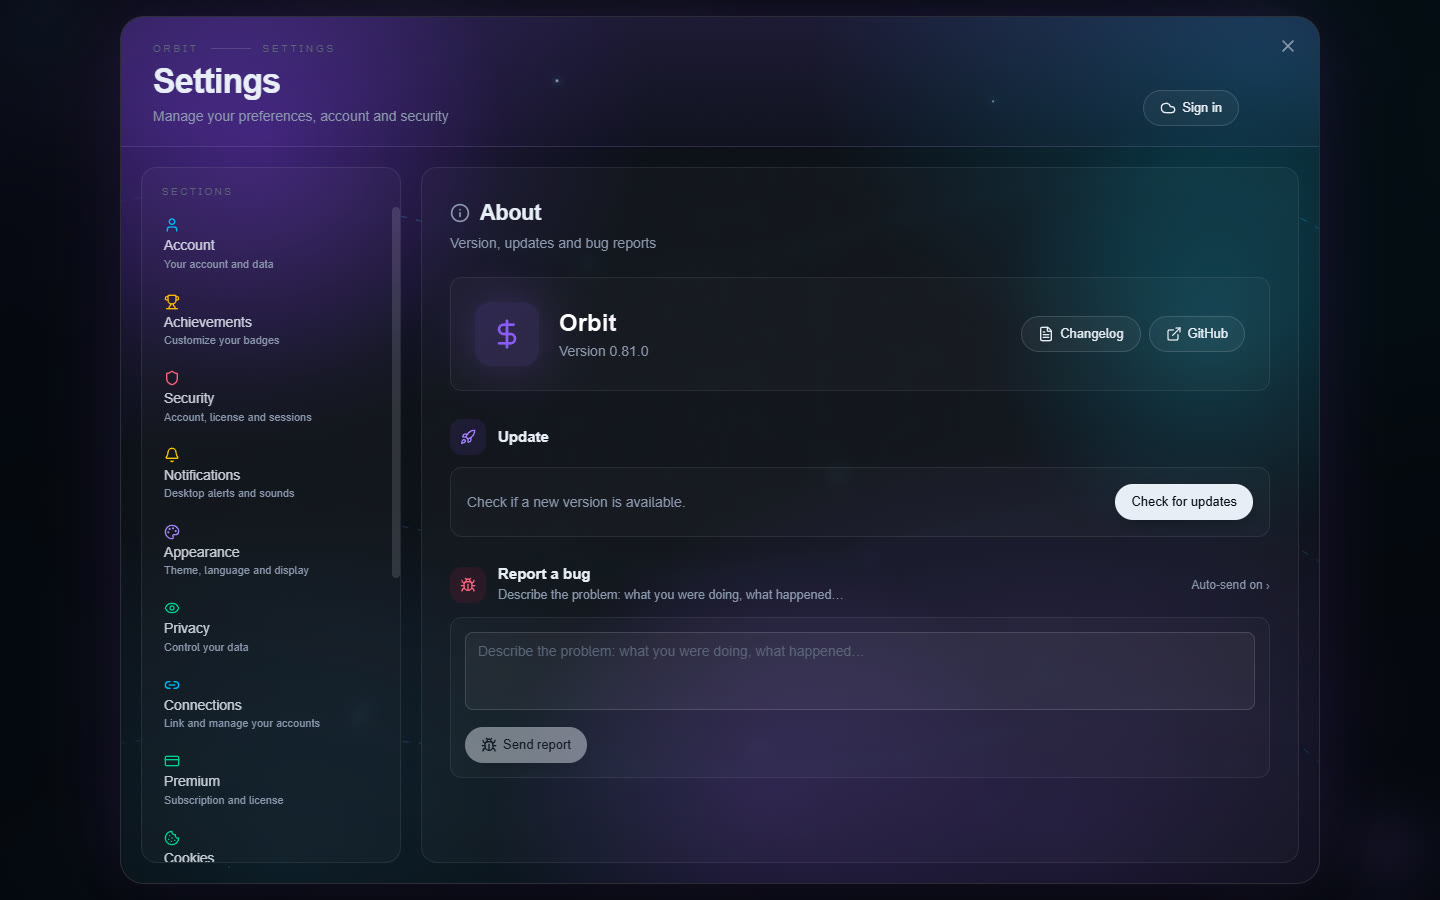 ORBIT SETTINGS
Settings
Manage your preferences, account and security
Sign in
SECTIONS
Account
Your account and data
Achievements
Customize your badges
Security
Account, license and sessions
Notifications
Desktop alerts and sounds
Appearance
Theme, language and display
Privacy
Control your data
Connections
Link and manage your accounts
Premium
Subscription and license
Cookies
About
Version, updates and bug reports
Orbit
Version 0.81.0
Changelog
GitHub
Update
Check if a new version is available.
Check for updates
Report a bug
Describe the problem: what you were doing, what happened…
Auto-send on ›
Describe the problem: what you were doing, what happened…
Send report